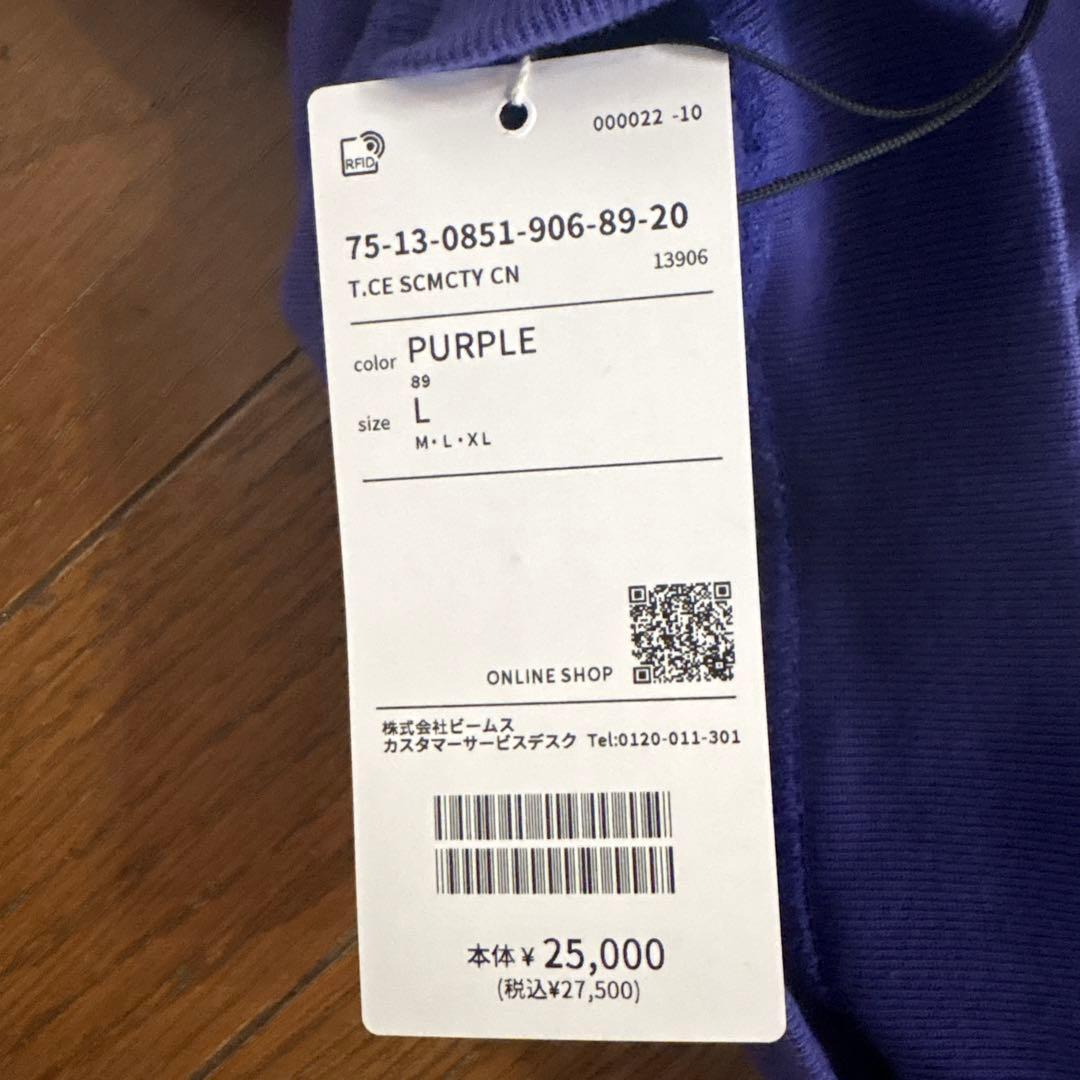 000022 -10
RFID
75-13-0851-906-89-20
T.CE SCMCTY CN 13906
color PURPLE
89
size L
M・L・XL
ONLINE SHOP
株式会社ビームス
カスタマーサービスデスク Tel:0120-011-301
本体¥ 25,000
(税込¥27,500)